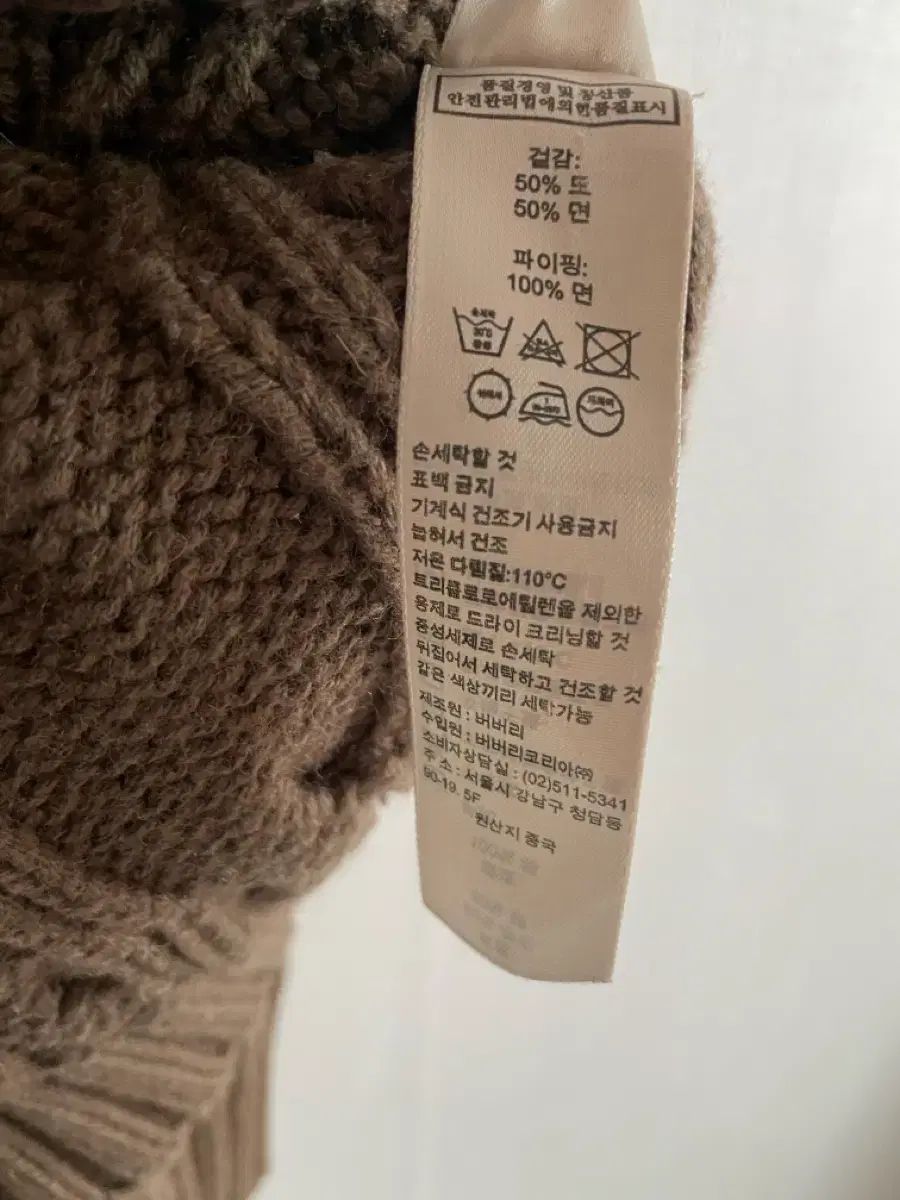 품질경영 및 공산품
안전관리법에의한품질표시
겉감:
50% 모
50% 면
파이핑:
100% 면
손세탁
30°C
중성
손세탁할 것
표백 금지
기계식 건조기 사용금지
눕혀서 건조
저온 다림질:110°C
트리클로로에틸렌을 제외한
용제로 드라이 크리닝할 것
중성세제로 손세탁
뒤집어서 세탁하고 건조할 것
같은 색상끼리 세탁가능
제조원 : 버버리
수입원 : 버버리코리아㈜
소비자상담실 : (02)511-5341
주 소 : 서울시 강남구 청담동
90-19. 5F
원산지 중국